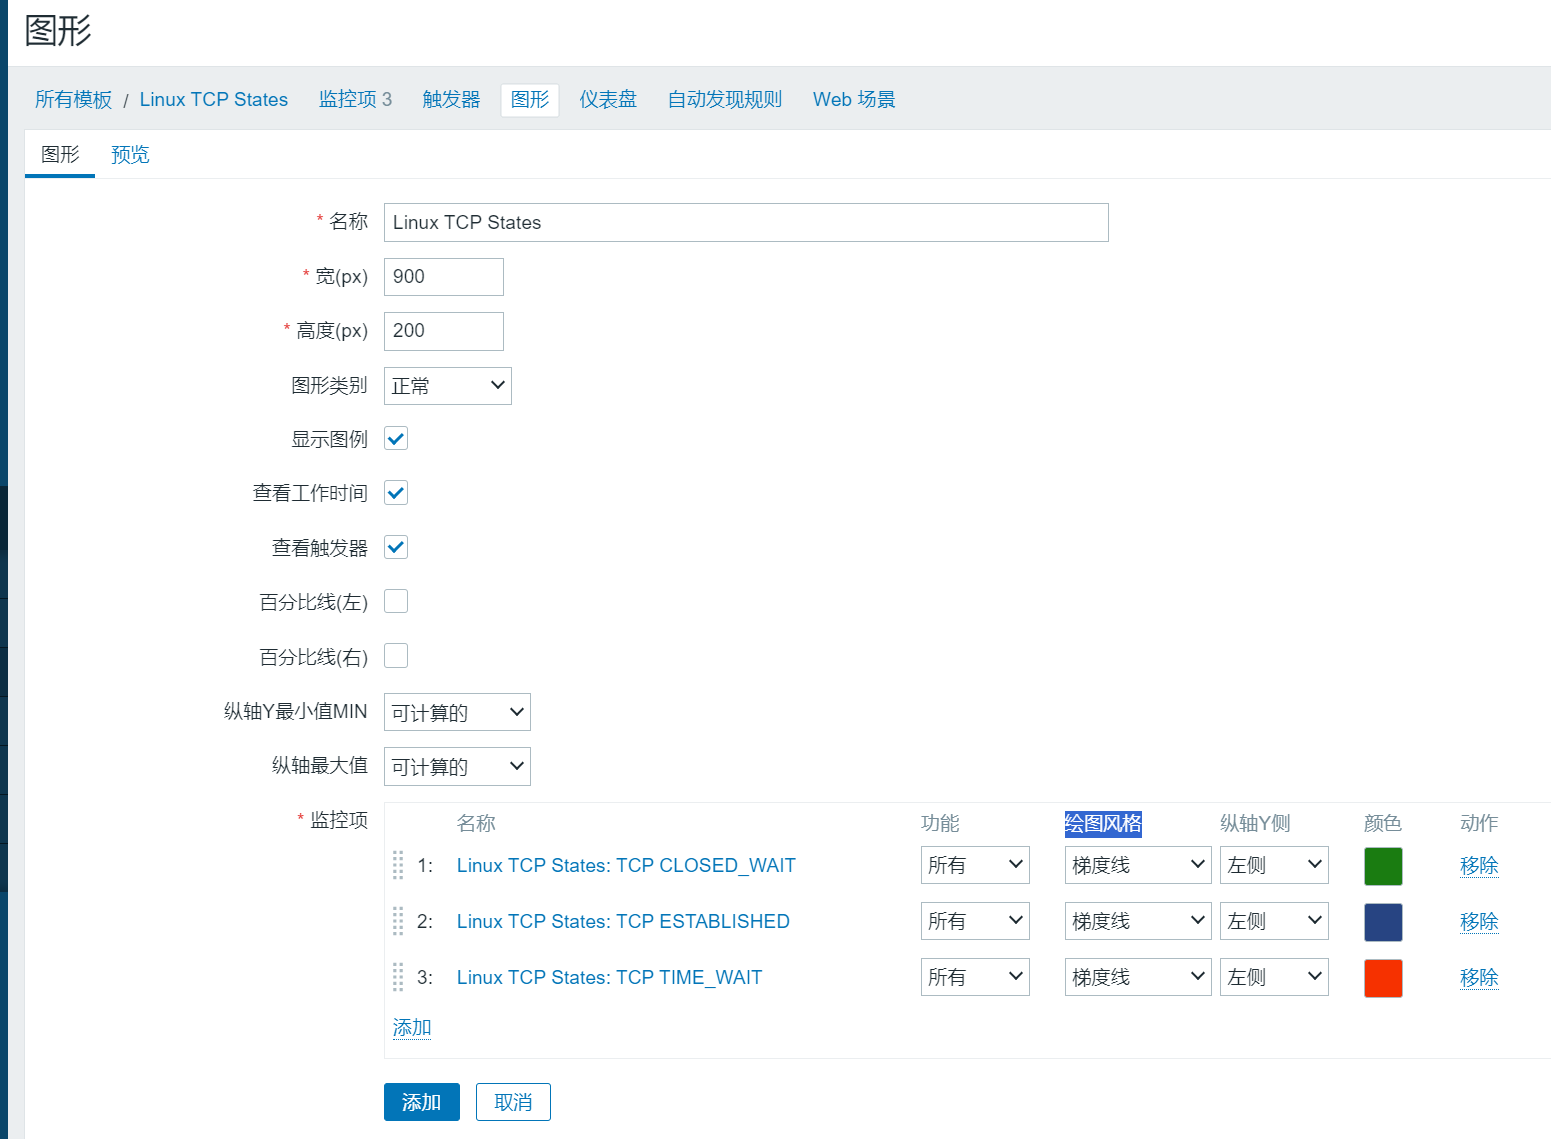 图形
所有模板 / Linux TCP States 监控项 3 触发器 图形 仪表盘 自动发现规则 Web 场景
图形 预览
* 名称 Linux TCP States
* 宽(px) 900
* 高度(px) 200
图形类别 正常
显示图例
查看工作时间
查看触发器
百分比线(左)
百分比线(右)
纵轴Y最小值MIN 可计算的
纵轴最大值 可计算的
* 监控项 名称 功能 绘图风格 纵轴Y侧 颜色 动作
1: Linux TCP States: TCP CLOSED_WAIT 所有 梯度线 左侧 移除
2: Linux TCP States: TCP ESTABLISHED 所有 梯度线 左侧 移除
3: Linux TCP States: TCP TIME_WAIT 所有 梯度线 左侧 移除
添加
添加 取消